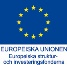 EUROPEISKA UNIONEN
Europeiska struktur-
och investeringsfonderna